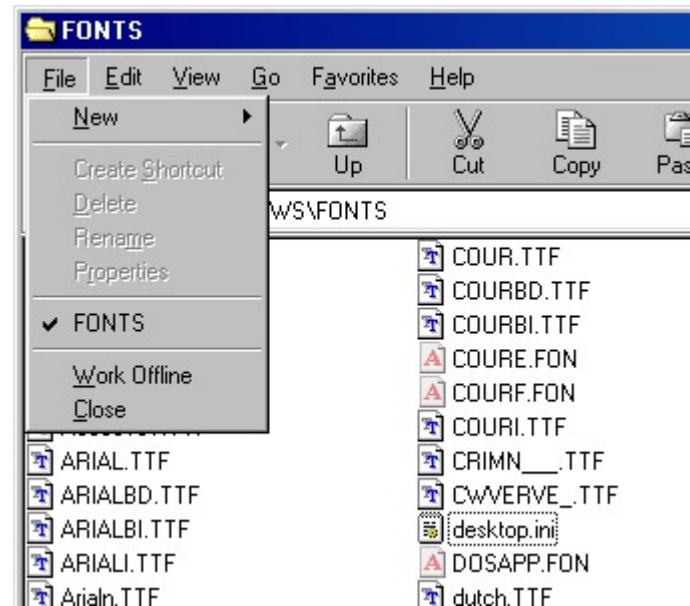 FONTS
File Edit View Go Favorites Help
New
Up Cut Copy
Create Shortcut
Delete
WS\FONTS
Rename
Properties
FONTS
Work Offline
Close
COUR.TTF
COURBD.TTF
COURBI.TTF
COURE.FON
COURF.FON
COURI.TTF
ARIAL.TTF CRIMN___.TTF
ARIALBD.TTF CWVERVE_.TTF
ARIALBI.TTF desktop.ini
ARIALI.TTF DOSAPP.FON
Arialn.TTF dutch.TTF